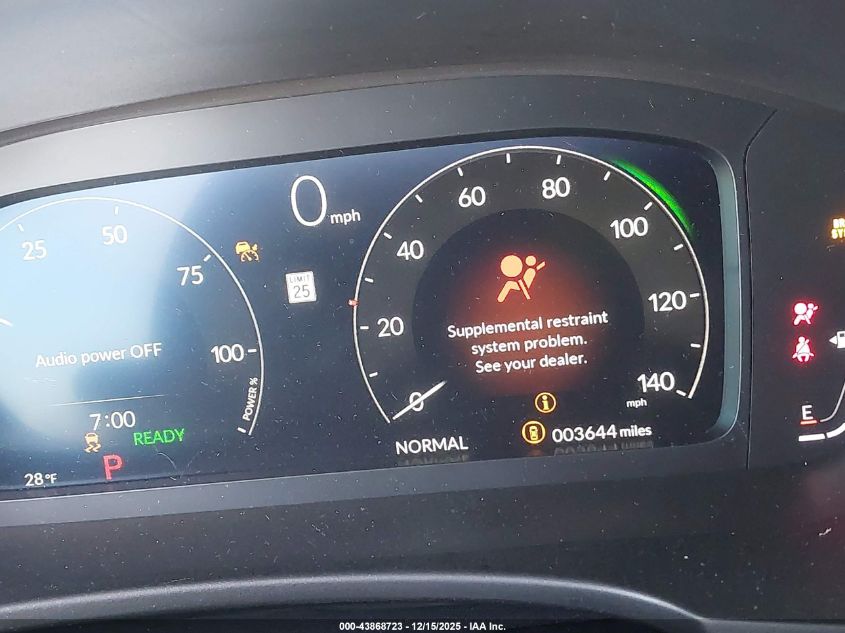 0 mph
25
50
75
100
POWER %
LIMIT
25
Audio power OFF
7:00
READY
P
28°F
0
20
40
60
80
100
120
140
mph
Supplemental restraint
system problem.
See your dealer.
NORMAL
003644 miles
E
000-43868723 - 12/15/2025 - IAA Inc.